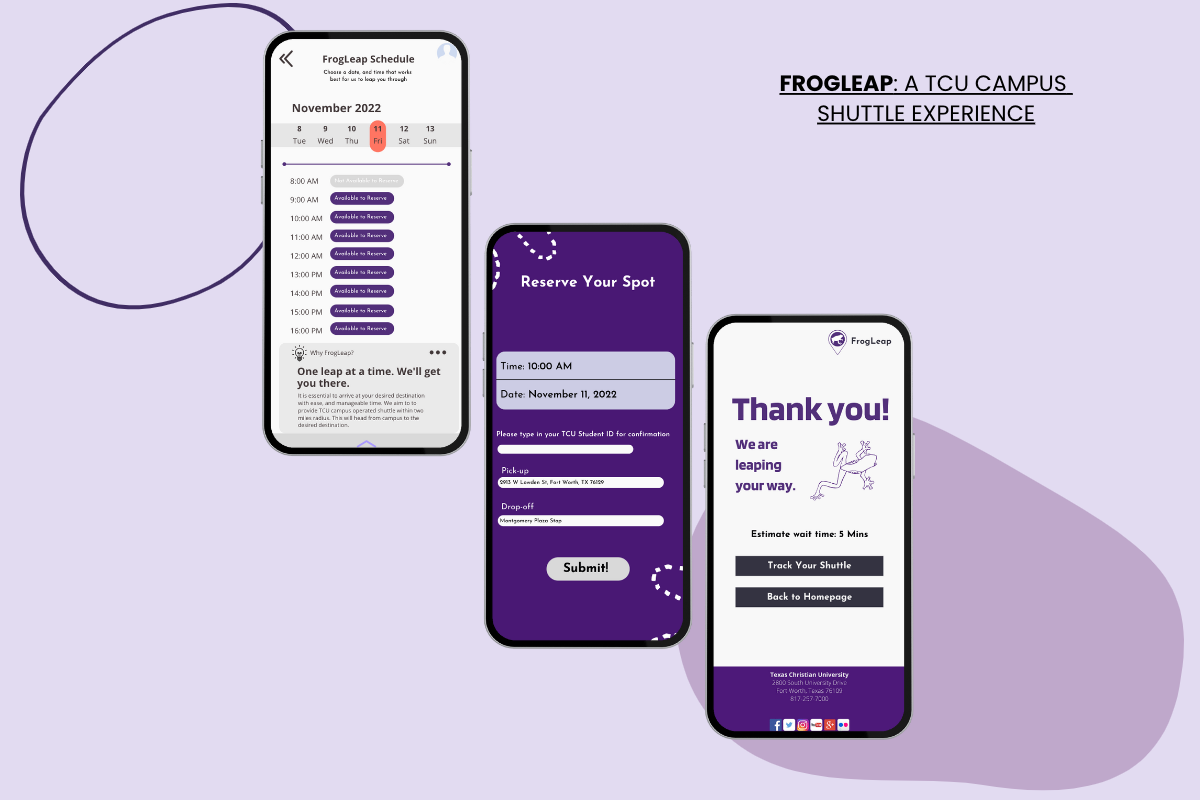 FROGLEAP: A TCU CAMPUS
SHUTTLE EXPERIENCE
FrogLeap Schedule
Choose a date, and time that works
best for us to leap you through
November 2022
8 9 10 11 12 13
Tue Wed Thu Fri Sat Sun
8:00 AM Not Available to Reserve
9:00 AM Available to Reserve
10:00 AM Available to Reserve
11:00 AM Available to Reserve
12:00 AM Available to Reserve
13:00 PM Available to Reserve
14:00 PM Available to Reserve
15:00 PM Available to Reserve
16:00 PM Available to Reserve
Why FrogLeap?
One leap at a time. We'll get
you there.
It is essential to arrive at your desired destination
with ease, and manageable time. We aim to to
provide TCU campus operated shuttle within two
miles radius. This will head from campus to the
desired destination.
Reserve Your Spot
Time: 10:00 AM
Date: November 11, 2022
Please type in your TCU Student ID for confirmation
Pick-up
2913 W Lowden St, Fort Worth, TX 76129
Drop-off
Montgomery Plaza Stop
Submit!
FrogLeap
Thank you!
We are
leaping
your way.
Estimate wait time: 5 Mins
Track Your Shuttle
Back to Homepage
Texas Christian University
2800 South University Drive
Fort Worth, Texas 76109
817-257-7000